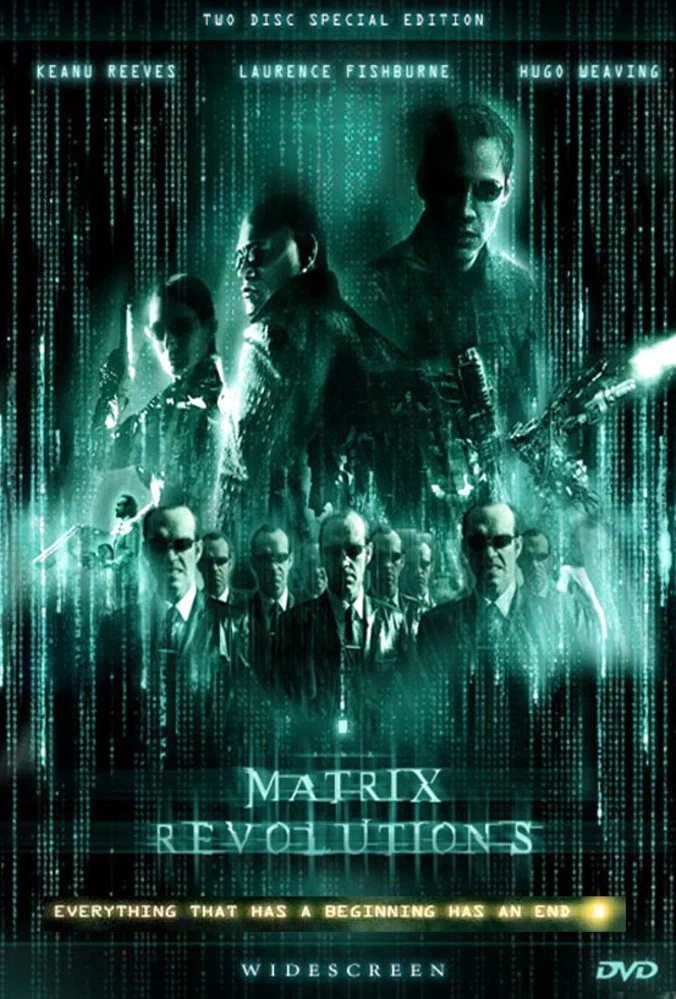 TWO DISC SPECIAL EDITION
KEANU REEVES LAURENCE FISHBURNE HUGO WEAVING
MATRIX
REVOLUTIONS
EVERYTHING THAT HAS A BEGINNING HAS AN END
WIDESCREEN DVD